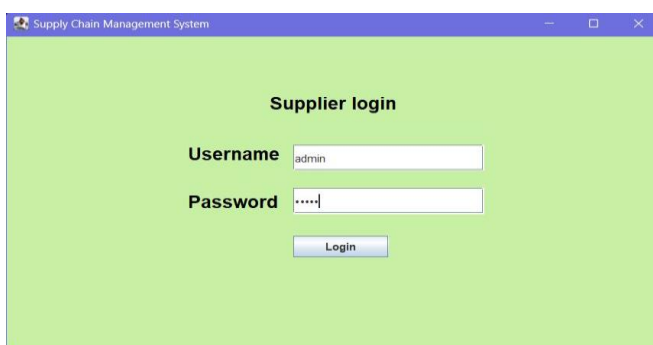 Supply Chain Management System
Supplier login
Username admin
Password •••••
Login